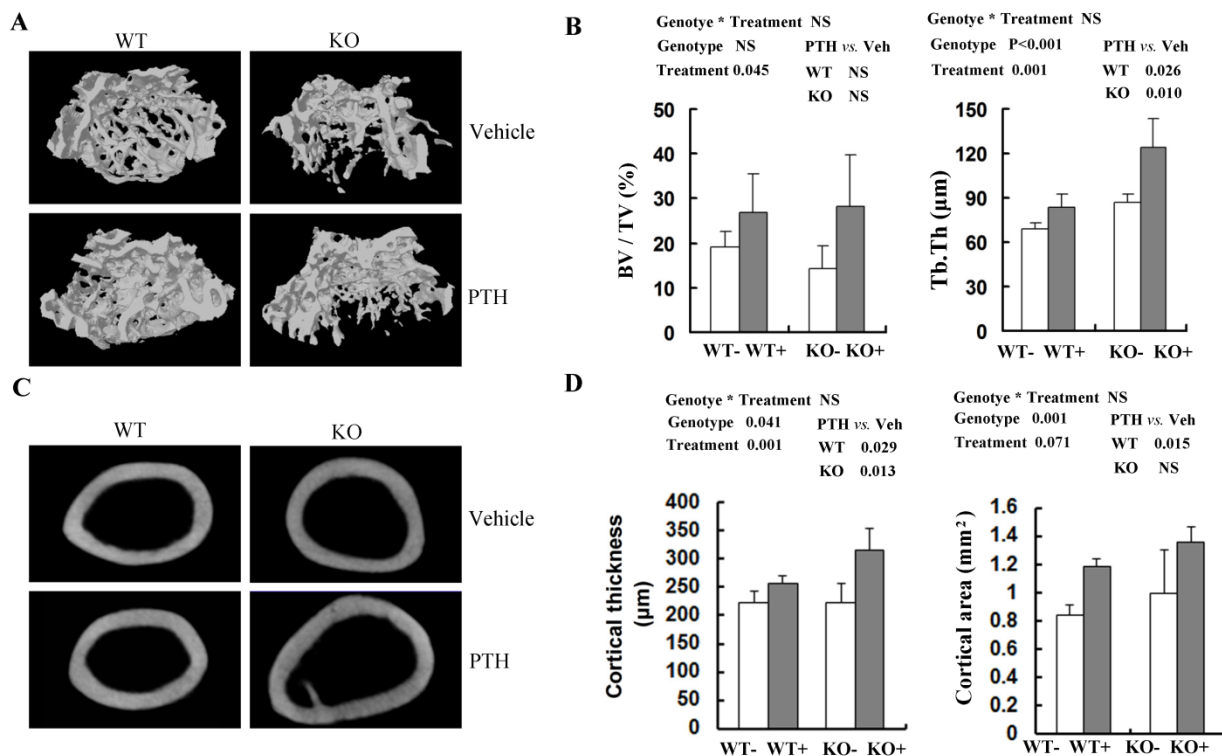 A
WT KO
Vehicle
PTH
B
Genotye * Treatment NS
Genotype NS PTH vs. Veh
Treatment 0.045 WT NS
KO NS
BV / TV (%)
50
40
30
20
10
0
WT- WT+ KO- KO+
Genotye * Treatment NS
Genotype P<0.001 PTH vs. Veh
Treatment 0.001 WT 0.026
KO 0.010
Tb.Th (μm)
150
120
90
60
30
0
WT- WT+ KO- KO+
C
WT KO
Vehicle
PTH
D
Genotye * Treatment NS
Genotype 0.041 PTH vs. Veh
Treatment 0.001 WT 0.029
KO 0.013
Cortical thickness
(μm)
400
350
300
250
200
150
100
50
0
WT- WT+ KO- KO+
Genotye * Treatment NS
Genotype 0.001 PTH vs. Veh
Treatment 0.071 WT 0.015
KO NS
Cortical area (mm²)
1.6
1.4
1.2
1
0.8
0.6
0.4
0.2
0
WT- WT+ KO- KO+